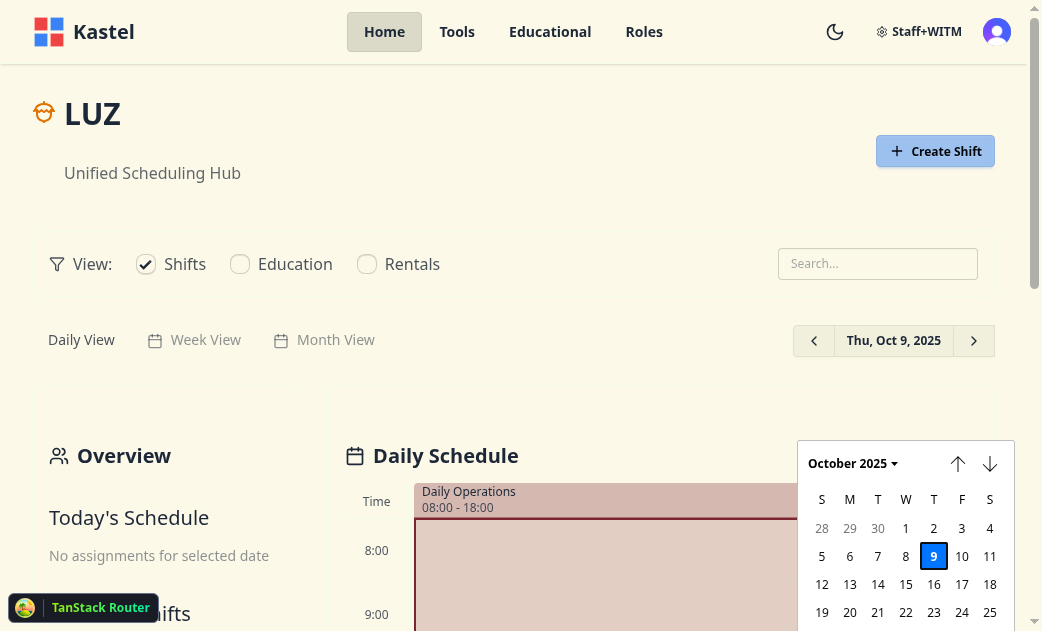 Kastel
Home Tools Educational Roles
Staff+WITM
LUZ
Unified Scheduling Hub
Create Shift
View: Shifts Education Rentals
Search...
Daily View Week View Month View
Thu, Oct 9, 2025
Overview
Today's Schedule
No assignments for selected date
ifts
TanStack Router
Daily Schedule
Time
Daily Operations
08:00 - 18:00
8:00
9:00
October 2025
S M T W T F S
28 29 30 1 2 3 4
5 6 7 8 9 10 11
12 13 14 15 16 17 18
19 20 21 22 23 24 25